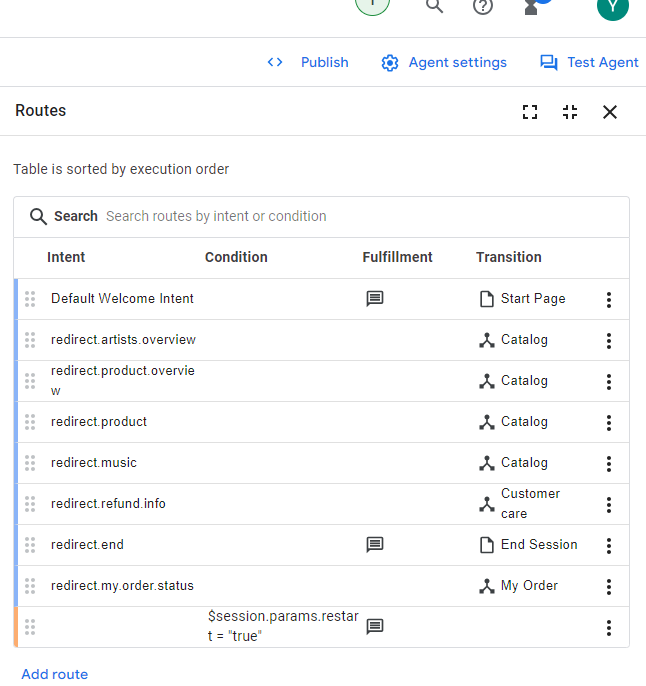 Y
<> Publish Agent settings Test Agent
Routes
Table is sorted by execution order
Search Search routes by intent or condition
Intent Condition Fulfillment Transition
Default Welcome Intent Start Page
redirect.artists.overview Catalog
redirect.product.overvie
w Catalog
redirect.product Catalog
redirect.music Catalog
redirect.refund.info Customer
care
redirect.end End Session
redirect.my.order.status My Order
$session.params.restar
t = "true"
Add route